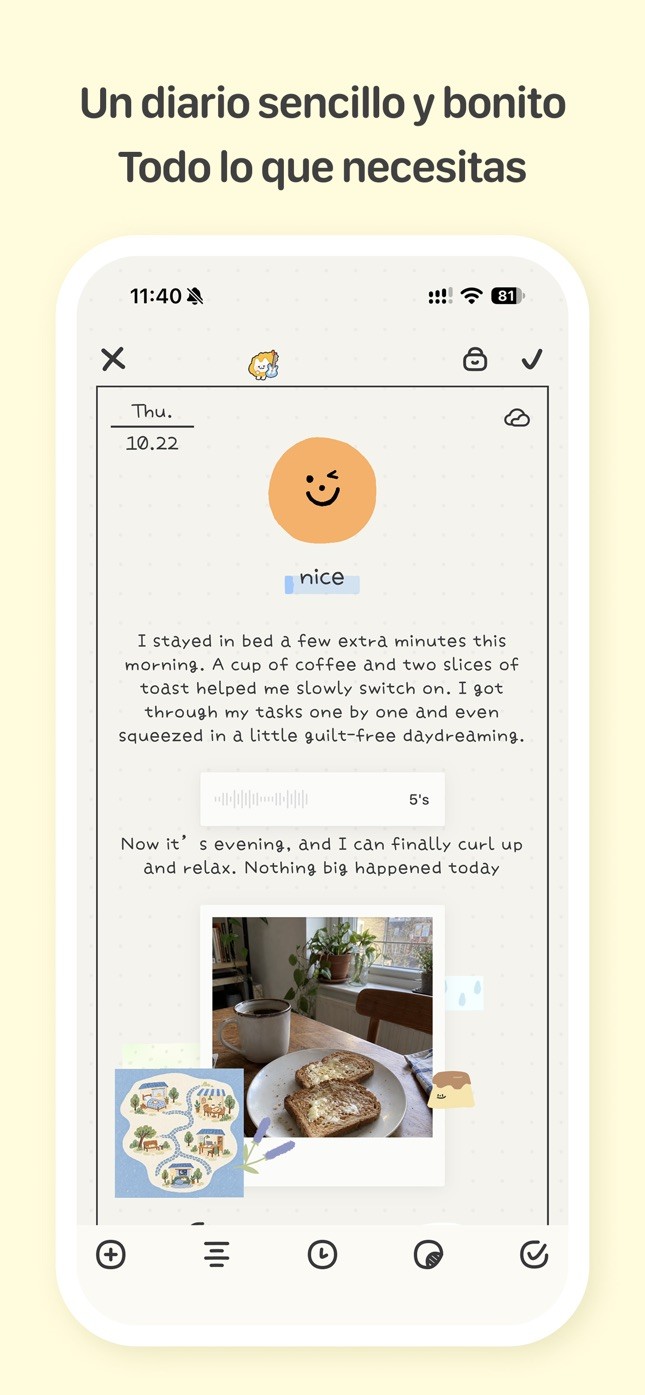 Un diario sencillo y bonito
Todo lo que necesitas
11:40
81
Thu.
10.22
nice
I stayed in bed a few extra minutes this
morning. A cup of coffee and two slices of
toast helped me slowly switch on. I got
through my tasks one by one and even
squeezed in a little guilt-free daydreaming.
5's
Now it’s evening, and I can finally curl up
and relax. Nothing big happened today